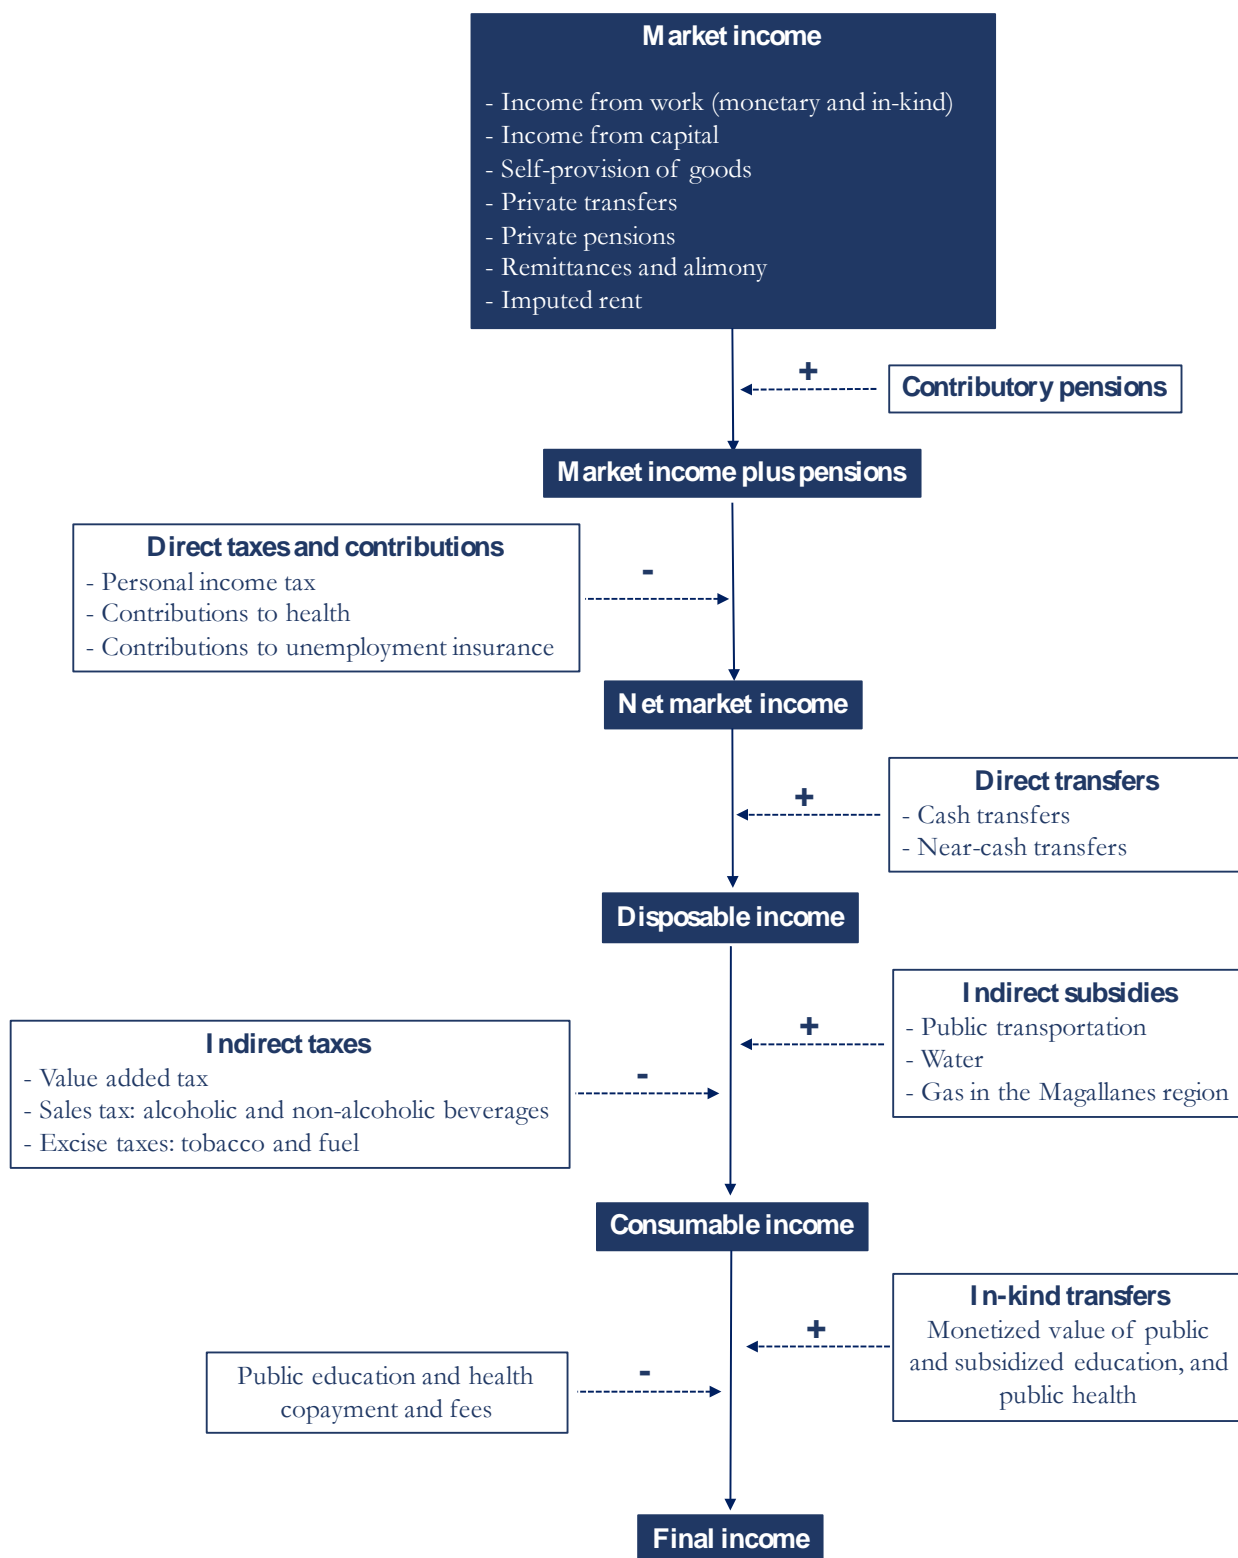 Market income
- Income from work (monetary and in-kind)
- Income from capital
- Self-provision of goods
- Private transfers
- Private pensions
- Remittances and alimony
- Imputed rent
+
Contributory pensions
Market income plus pensions
Direct taxes and contributions
- Personal income tax
- Contributions to health
- Contributions to unemployment insurance
-
Net market income
+
Direct transfers
- Cash transfers
- Near-cash transfers
Disposable income
+
Indirect subsidies
- Public transportation
- Water
- Gas in the Magallanes region
Indirect taxes
- Value added tax
- Sales tax: alcoholic and non-alcoholic beverages
- Excise taxes: tobacco and fuel
-
Consumable income
+
In-kind transfers
Monetized value of public
and subsidized education, and
public health
-
Public education and health
copayment and fees
Final income